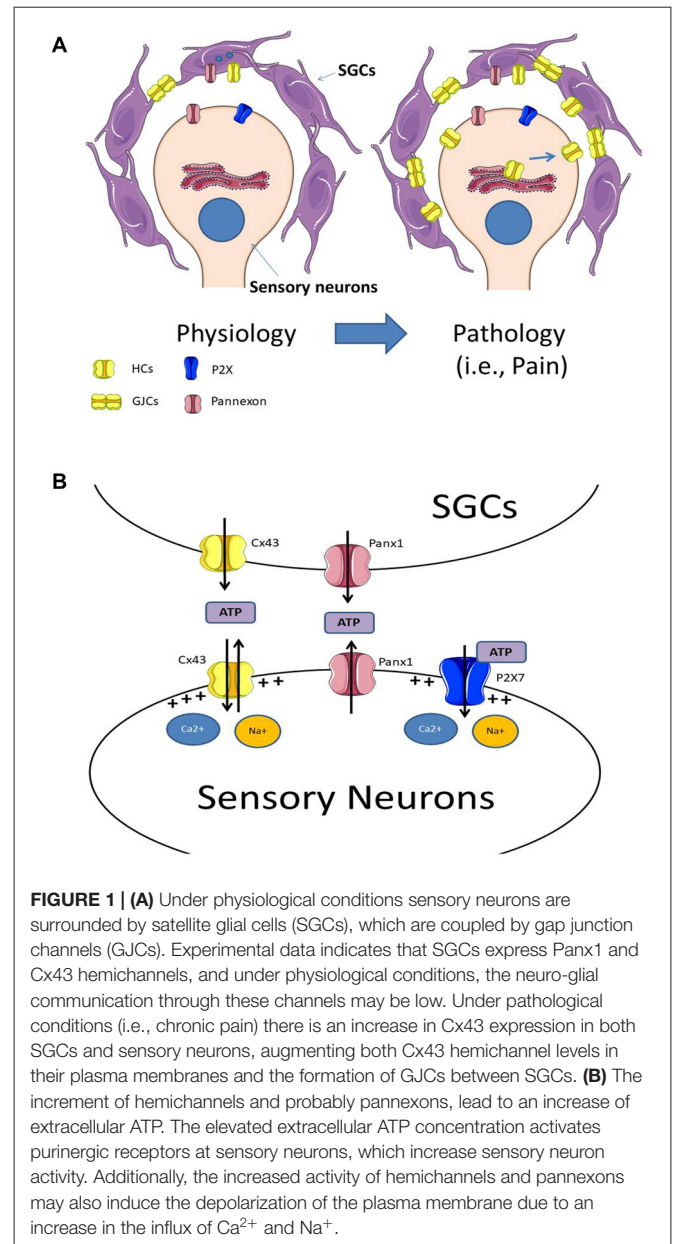 A
SGCs
Sensory neurons
Physiology
Pathology
(i.e., Pain)
HCs
P2X
GJCs
Pannexon
B
SGCs
Cx43
Panx1
ATP
ATP
Cx43
Panx1
ATP
P2X7
+++
++
++
++
Ca2+
Na+
Ca2+
Na+
Sensory Neurons
FIGURE 1 | (A) Under physiological conditions sensory neurons are
surrounded by satellite glial cells (SGCs), which are coupled by gap junction
channels (GJCs). Experimental data indicates that SGCs express Panx1 and
Cx43 hemichannels, and under physiological conditions, the neuro-glial
communication through these channels may be low. Under pathological
conditions (i.e., chronic pain) there is an increase in Cx43 expression in both
SGCs and sensory neurons, augmenting both Cx43 hemichannel levels in
their plasma membranes and the formation of GJCs between SGCs. (B) The
increment of hemichannels and probably pannexons, lead to an increase of
extracellular ATP. The elevated extracellular ATP concentration activates
purinergic receptors at sensory neurons, which increase sensory neuron
activity. Additionally, the increased activity of hemichannels and pannexons
may also induce the depolarization of the plasma membrane due to an
increase in the influx of Ca²⁺ and Na⁺.